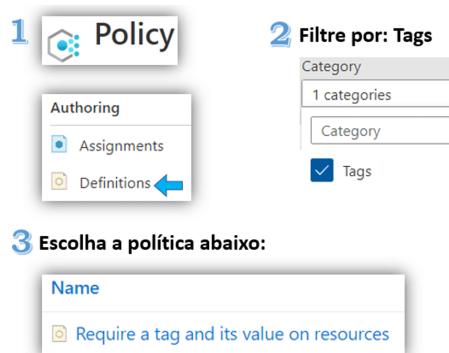 1
Policy
Authoring
Assignments
Definitions
2 Filtre por: Tags
Category
1 categories
Category
Tags
3 Escolha a política abaixo:
Name
Require a tag and its value on resources